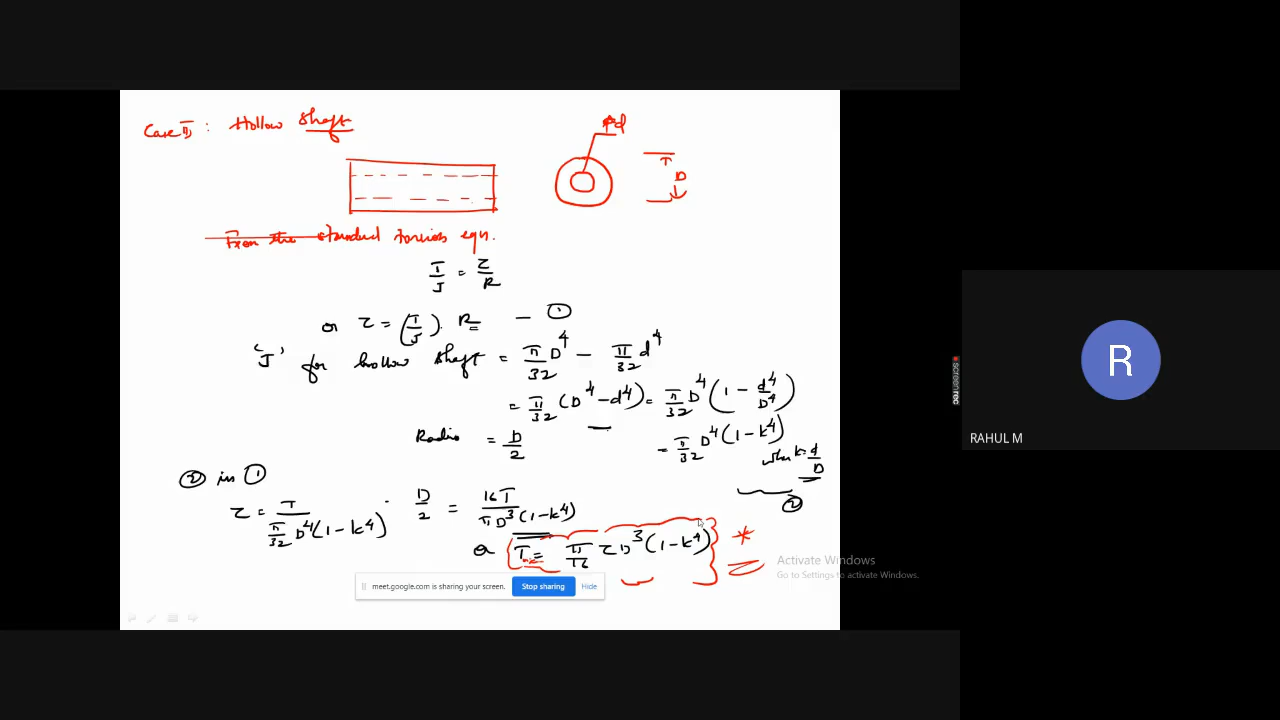 Case II : Hollow shaft
d
D
From the standard torsion eqn.
T/J = τ/R
or τ = (T/J) . R — ①
'J' for hollow shaft = π/32 D⁴ − π/32 d⁴
= π/32 (D⁴ − d⁴) = π/32 D⁴ (1 − d⁴/D⁴)
= π/32 D⁴ (1 − k⁴)
where k = d/D
②
Radio = D/2
② in ①
τ = T / π/32 D⁴ (1 − k⁴) . D/2 = 16T / πD³ (1 − k⁴)
or T = π/16 τ D³ (1 − k⁴) *
meet.google.com is sharing your screen. Stop sharing Hide
Activate Windows
Go to Settings to activate Windows.
screenrec
R
RAHUL M